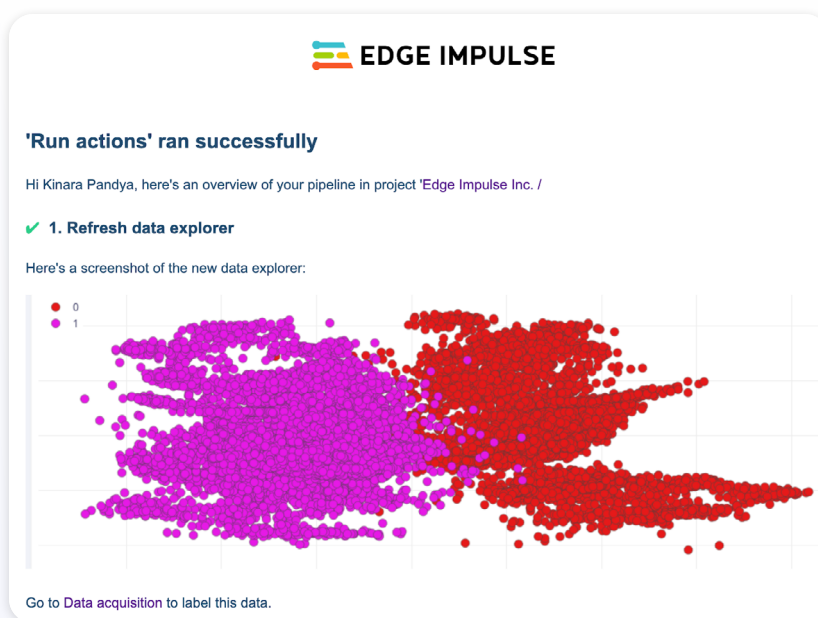 EDGE IMPULSE
'Run actions' ran successfully
Hi Kinara Pandya, here's an overview of your pipeline in project 'Edge Impulse Inc. /
✔ 1. Refresh data explorer
Here's a screenshot of the new data explorer:
0
1
Go to Data acquisition to label this data.